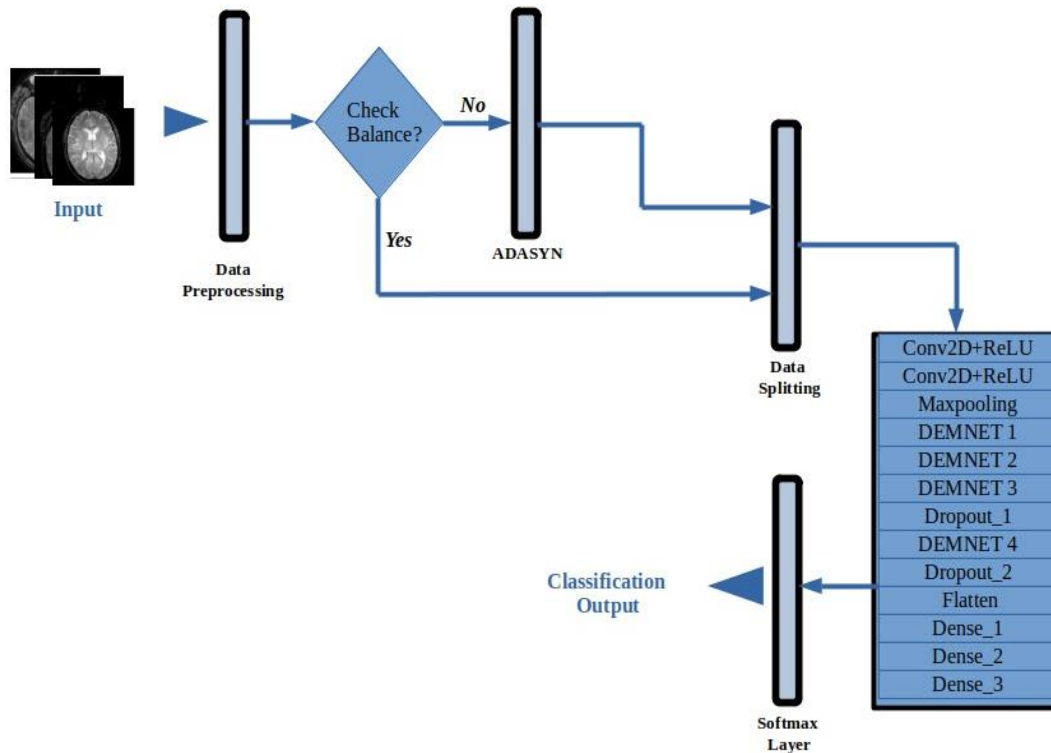 Input
Data
Preprocessing
Check
Balance?
No
Yes
ADASYN
Data
Splitting
Conv2D+ReLU
Conv2D+ReLU
Maxpooling
DEMNET 1
DEMNET 2
DEMNET 3
Dropout_1
DEMNET 4
Dropout_2
Flatten
Dense_1
Dense_2
Dense_3
Softmax
Layer
Classification
Output